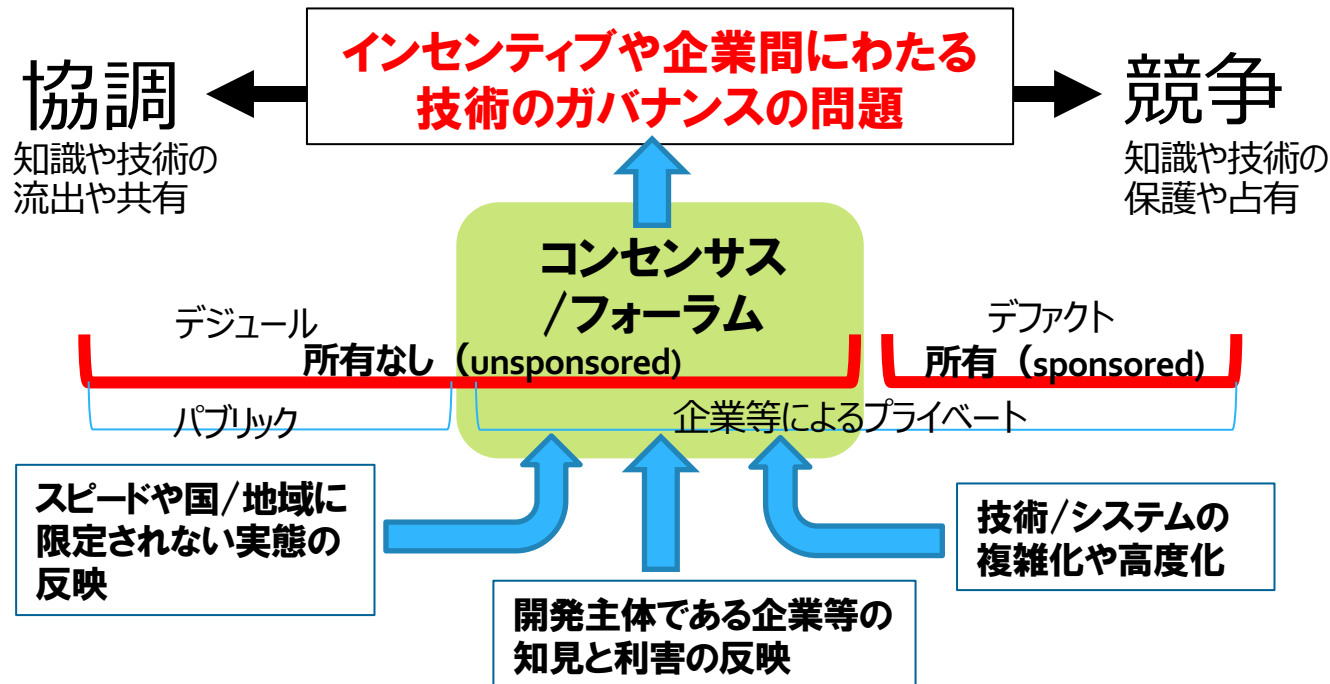 インセンティブや企業間にわたる
技術のガバナンスの問題
協調
知識や技術の
流出や共有
競争
知識や技術の
保護や占有
コンセンサス
/フォーラム
デジュール
所有なし（unsponsored)
デファクト
所有（sponsored)
パブリック
企業等によるプライベート
スピードや国/地域に
限定されない実態の
反映
開発主体である企業等の
知見と利害の反映
技術/システムの
複雑化や高度化